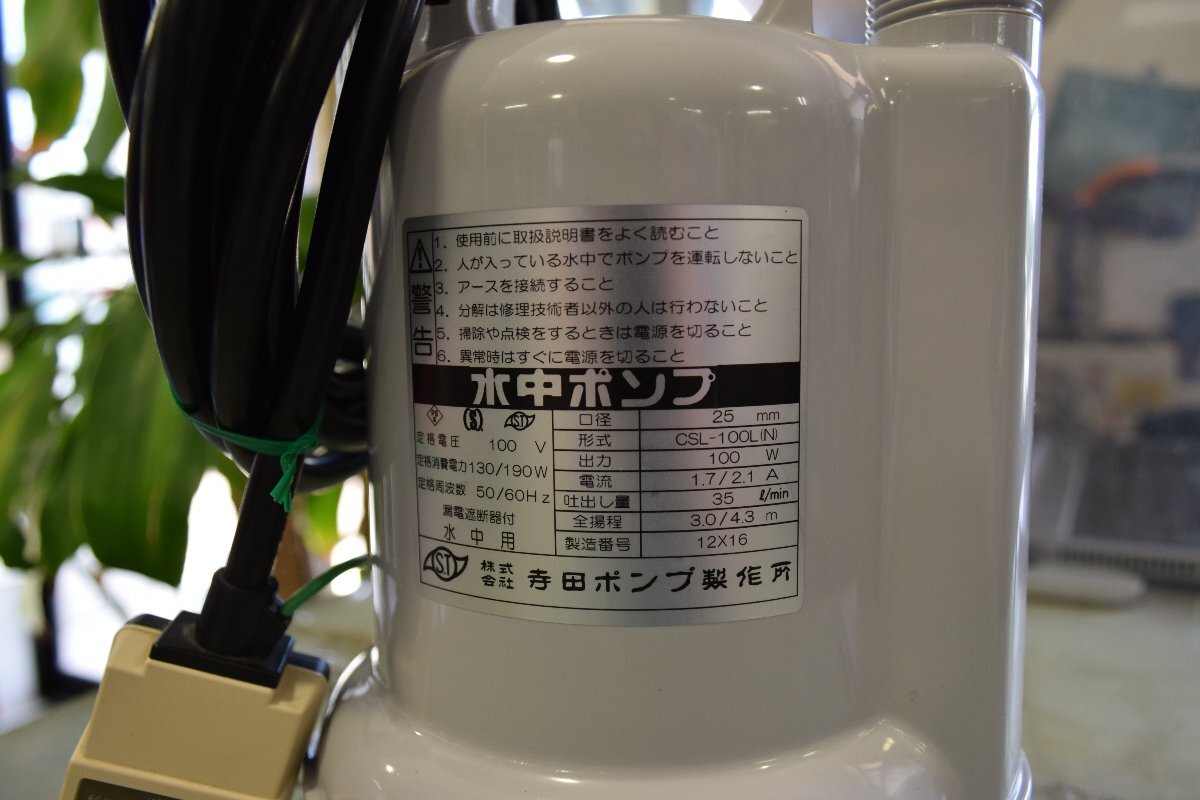 警告
1. 使用前に取扱説明書をよく読むこと
2. 人が入っている水中でポンプを運転しないこと
3. アースを接続すること
4. 分解は修理技術者以外の人は行わないこと
5. 掃除や点検をするときは電源を切ること
6. 異常時はすぐに電源を切ること
水中ポンプ
定格電圧 100 V
定格消費電力 130/190W
定格周波数 50/60Hz
漏電遮断器付
水中用
口径 25 mm
形式 CSL-100L(N)
出力 100 W
電流 1.7/2.1 A
吐出し量 35 ℓ/min
全揚程 3.0/4.3 m
製造番号 12X16
株式会社 寺田ポンプ製作所